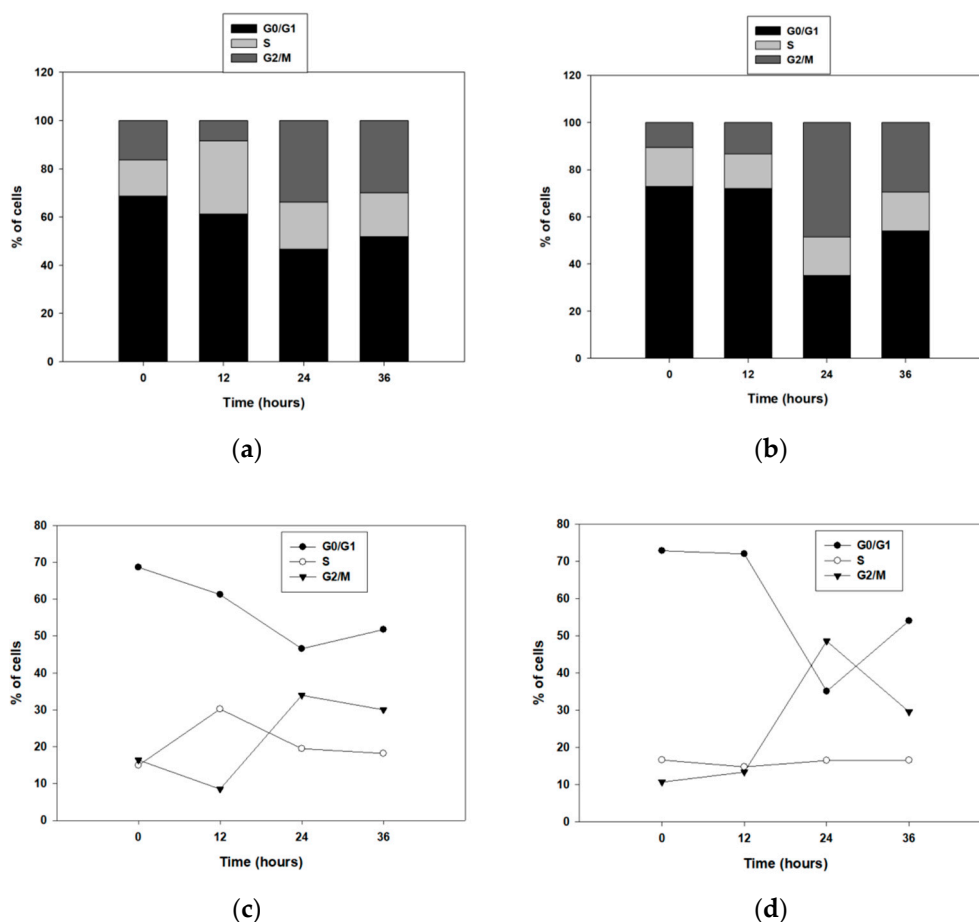 G0/G1
S
G2/M
120
100
80
60
40
20
0
% of cells
0 12 24 36
Time (hours)
(a)
G0/G1
S
G2/M
120
100
80
60
40
20
0
% of cells
0 12 24 36
Time (hours)
(b)
80
70
60
50
40
30
20
10
0
% of cells
G0/G1
S
G2/M
0 12 24 36
Time (hours)
(c)
80
70
60
50
40
30
20
10
0
% of cells
G0/G1
S
G2/M
0 12 24 36
Time (hours)
(d)